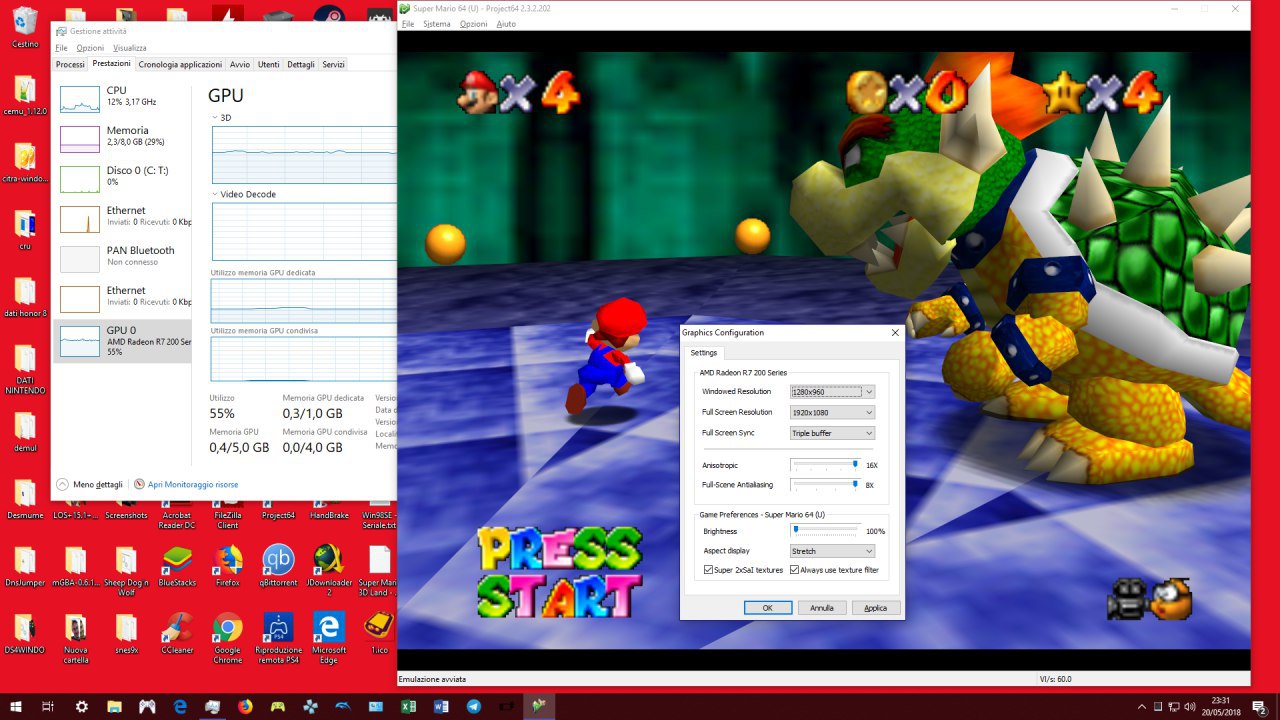 Cestino
cemu_1.12.0
citra-windo...
cru
dati honor 8
DATI
NINTENDO
demul
Desmume
LOS+15.1+...
Screenshots
Acrobat
Reader DC
FileZilla
Client
Project64
HandBrake
Win98SE -
Seriale.txt
DnsJumper
mGBA-0.6.1...
Sheep Dog n
Wolf
BlueStacks
Firefox
qBittorrent
JDownloader
2
Super Mari
3D Land - ..
DS4WINDO
Nuova
cartella
snes9x
CCleaner
Google
Chrome
Riproduzione
remota PS4
Microsoft
Edge
1.ico
Gestione attività
File Opzioni Visualizza
Processi Prestazioni Cronologia applicazioni Avvio Utenti Dettagli Servizi
CPU
12% 3,17 GHz
Memoria
2,3/8,0 GB (29%)
Disco 0 (C: T:)
0%
Ethernet
Inviati: 0 Ricevuti: 0 Kbp
PAN Bluetooth
Non connesso
Ethernet
Inviati: 0 Ricevuti: 0 Kbp
GPU 0
AMD Radeon R7 200 Ser
55%
GPU
3D
Video Decode
Utilizzo memoria GPU dedicata
Utilizzo memoria GPU condivisa
Utilizzo
55%
Memoria GPU dedicata
0,3/1,0 GB
Memoria GPU
0,4/5,0 GB
Memoria GPU condivisa
0,0/4,0 GB
Versio
Data d
Versio
Locali
Memo
Meno dettagli
Apri Monitoraggio risorse
Super Mario 64 (U) - Project64 2.3.2.202
File Sistema Opzioni Aiuto
x4
x0
x4
PRESS
START
Graphics Configuration
Settings
AMD Radeon R7 200 Series
Windowed Resolution 1280x960
Full Screen Resolution 1920x1080
Full Screen Sync Triple buffer
Anisotropic 16X
Full-Scene Antialiasing 8X
Game Preferences - Super Mario 64 (U)
Brightness 100%
Aspect display Stretch
Super 2xSaI textures Always use texture filter
OK Annulla Applica
Emulazione avviata
VI/s: 60.0
23:31
20/05/2018
2